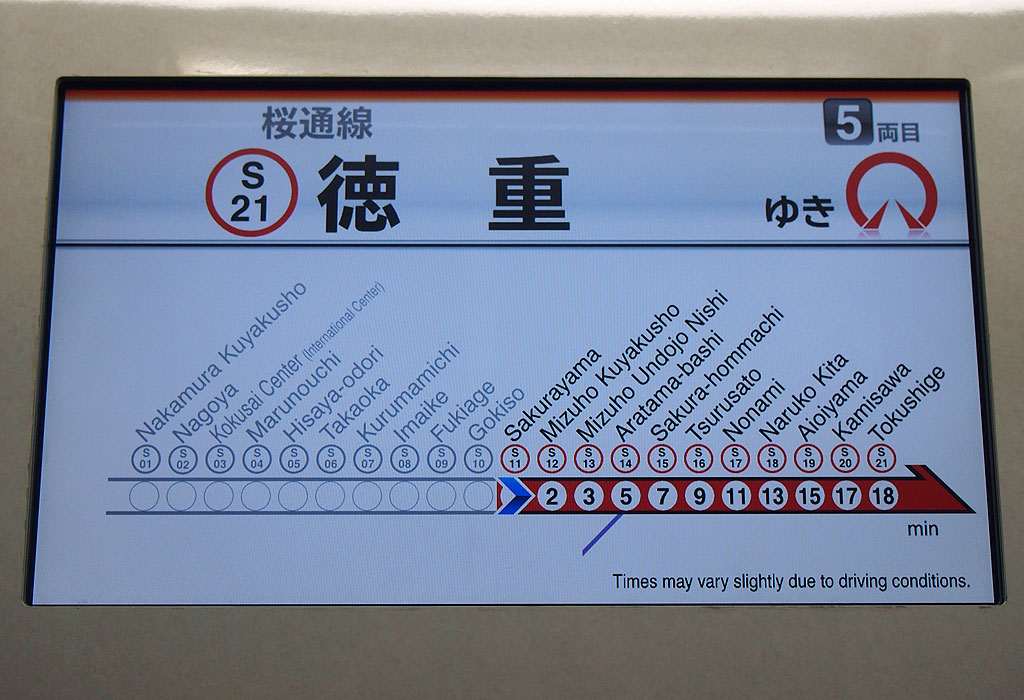 桜通線
5両目
S
21
徳重
ゆき
Nakamura Kuyakusho
Nagoya
Kokusai Center (International Center)
Marunouchi
Hisaya-odori
Takaoka
Kurumamichi
Imaike
Fukiage
Gokiso
Sakurayama
Mizuho Kuyakusho
Mizuho Undojo Nishi
Aratama-bashi
Sakura-hommachi
Tsurusato
Nonami
Naruko Kita
Aioiyama
Kamisawa
Tokushige
S S S S S S S S S S S S S S S S S S S S S
01 02 03 04 05 06 07 08 09 10 11 12 13 14 15 16 17 18 19 20 21
2 3 5 7 9 11 13 15 17 18
min
Times may vary slightly due to driving conditions.